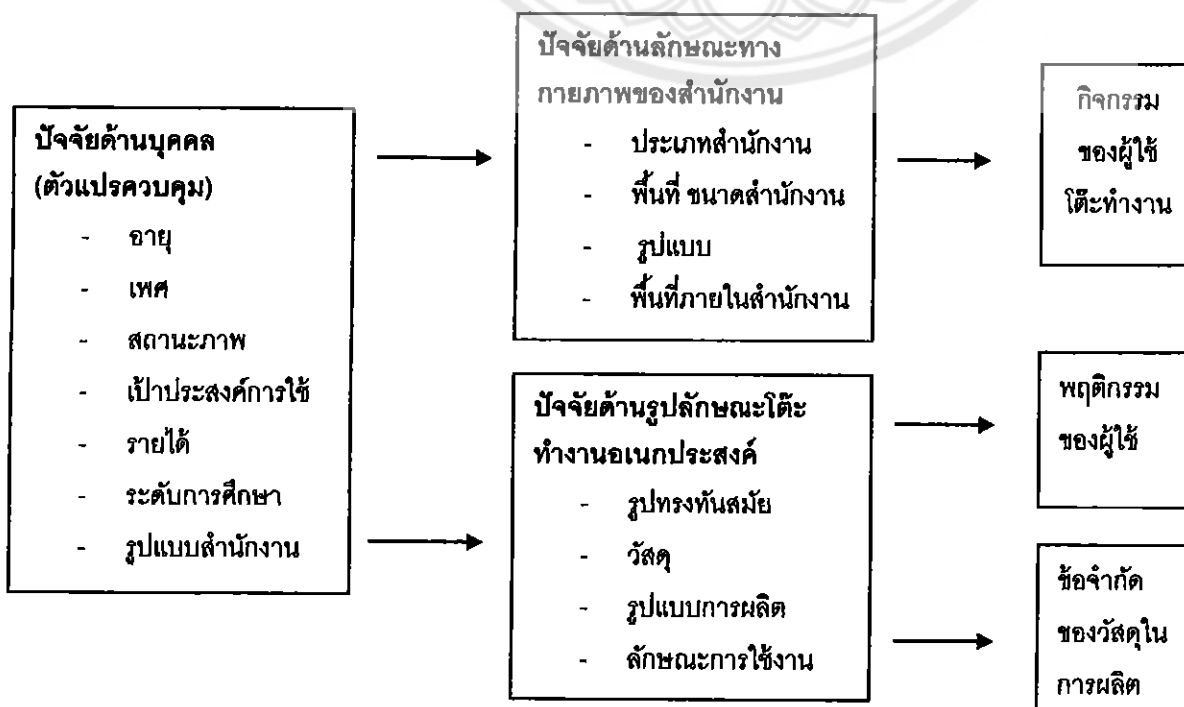 ปัจจัยด้านบุคคล
(ตัวแปรควบคุม)
- อายุ
- เพศ
- สถานะภาพ
- เป้าประสงค์การใช้
- รายได้
- ระดับการศึกษา
- รูปแบบสำนักงาน
ปัจจัยด้านลักษณะทาง
กายภาพของสำนักงาน
- ประเภทสำนักงาน
- พื้นที่ ขนาดสำนักงาน
- รูปแบบ
- พื้นที่ภายในสำนักงาน
ปัจจัยด้านรูปลักษณะโต๊ะ
ทำงานอเนกประสงค์
- รูปทรงทันสมัย
- วัสดุ
- รูปแบบการผลิต
- ลักษณะการใช้งาน
กิจกรรม
ของผู้ใช้
โต๊ะทำงาน
พฤติกรรม
ของผู้ใช้
ข้อจำกัด
ของวัสดุใน
การผลิต